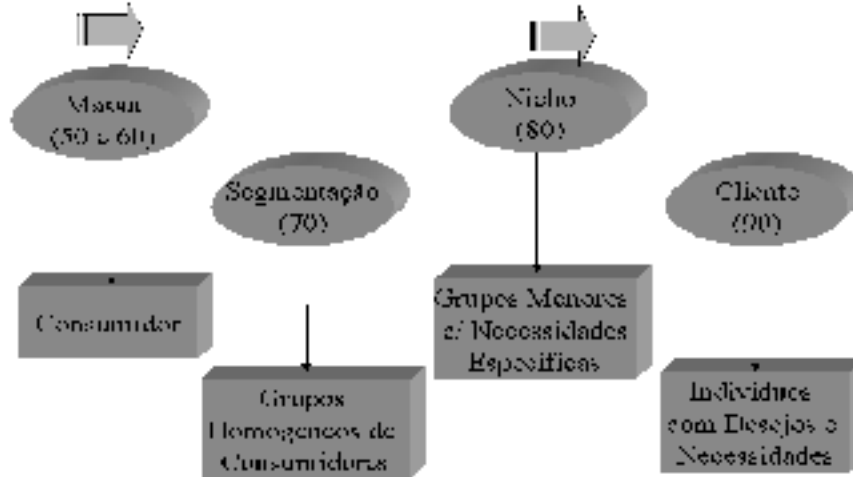 Massa
(50 e 60)
Nicho
(80)
Segmentação
(70)
Cliente
(90)
Consumidor
Grupos Menores
c/ Necessidades
Específicas
Grupos
Homogêneos de
Consumidores
Indivíduos
com Desejos e
Necessidades